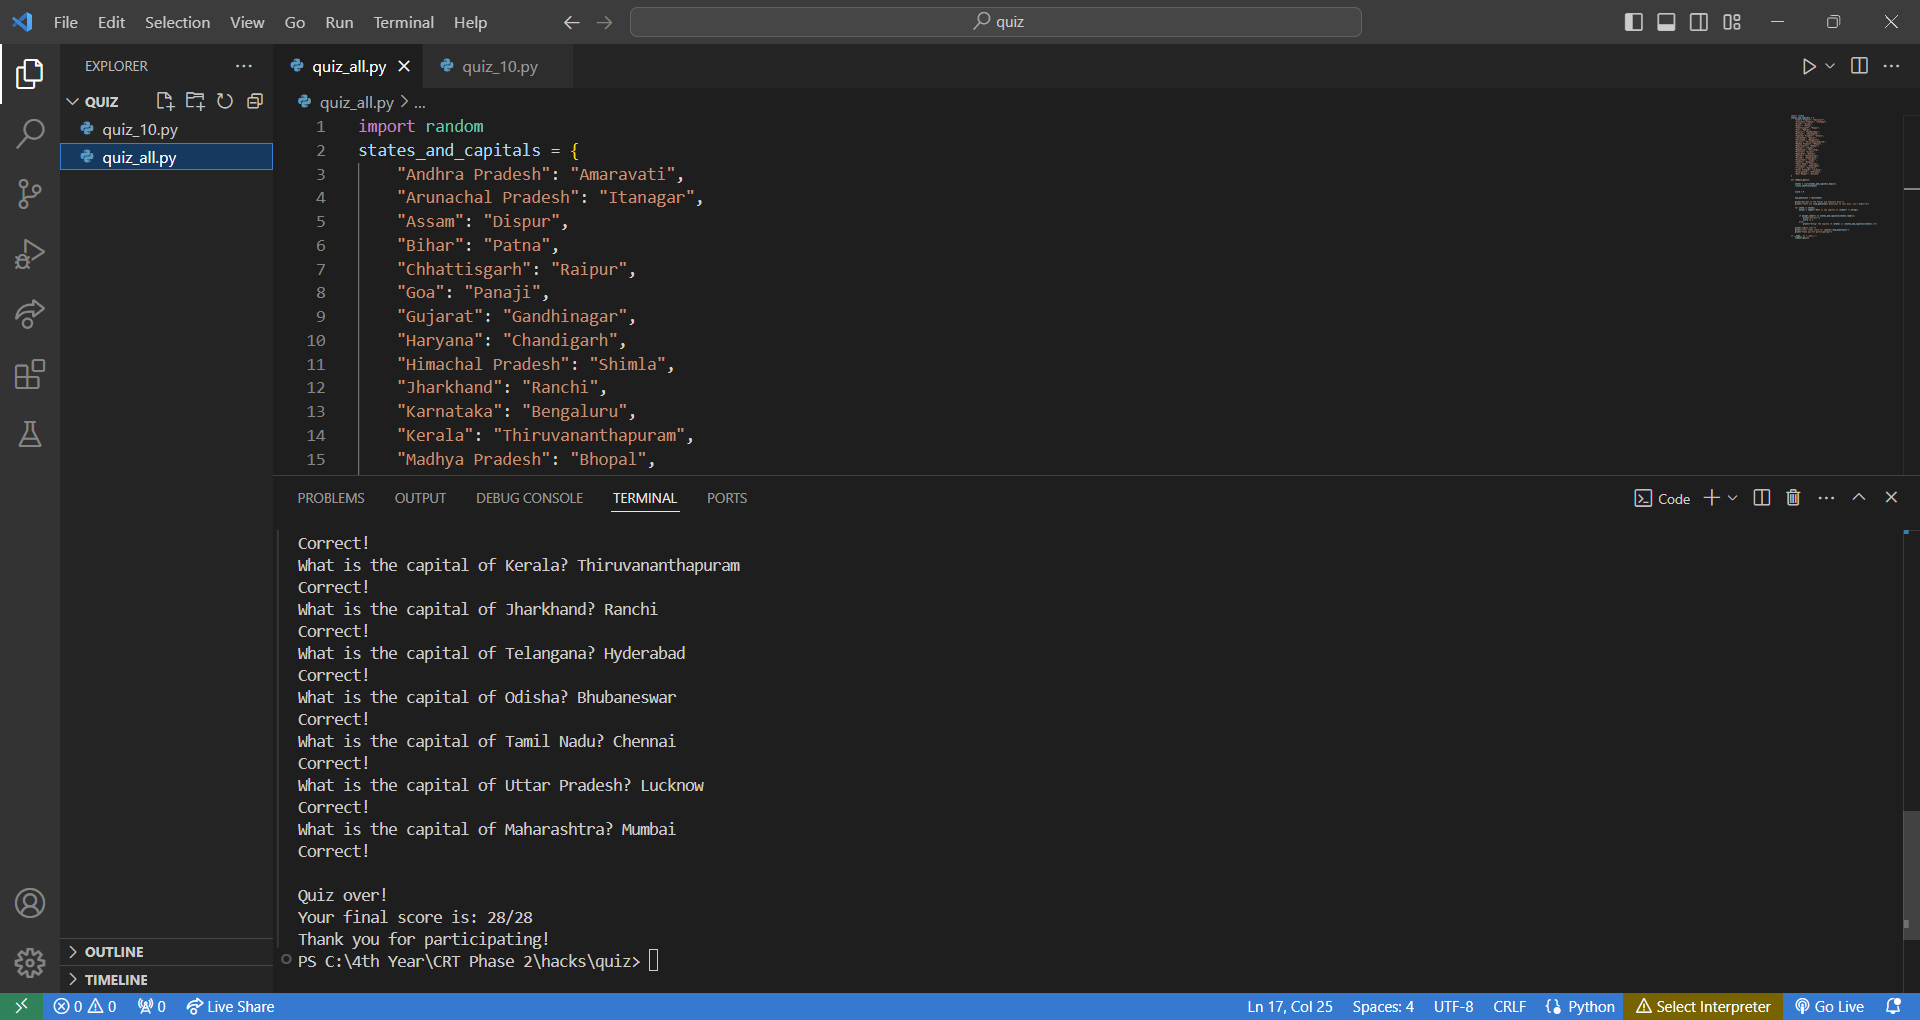 File Edit Selection View Go Run Terminal Help
quiz
EXPLORER
QUIZ
quiz_10.py
quiz_all.py
OUTLINE
TIMELINE
quiz_all.py quiz_10.py
quiz_all.py > ...
1 import random
2 states_and_capitals = {
3 "Andhra Pradesh": "Amaravati",
4 "Arunachal Pradesh": "Itanagar",
5 "Assam": "Dispur",
6 "Bihar": "Patna",
7 "Chhattisgarh": "Raipur",
8 "Goa": "Panaji",
9 "Gujarat": "Gandhinagar",
10 "Haryana": "Chandigarh",
11 "Himachal Pradesh": "Shimla",
12 "Jharkhand": "Ranchi",
13 "Karnataka": "Bengaluru",
14 "Kerala": "Thiruvananthapuram",
15 "Madhya Pradesh": "Bhopal",
PROBLEMS OUTPUT DEBUG CONSOLE TERMINAL PORTS
Code
Correct!
What is the capital of Kerala? Thiruvananthapuram
Correct!
What is the capital of Jharkhand? Ranchi
Correct!
What is the capital of Telangana? Hyderabad
Correct!
What is the capital of Odisha? Bhubaneswar
Correct!
What is the capital of Tamil Nadu? Chennai
Correct!
What is the capital of Uttar Pradesh? Lucknow
Correct!
What is the capital of Maharashtra? Mumbai
Correct!
Quiz over!
Your final score is: 28/28
Thank you for participating!
PS C:\4th Year\CRT Phase 2\hacks\quiz>
0 0 0 Live Share Ln 17, Col 25 Spaces: 4 UTF-8 CRLF Python Select Interpreter Go Live